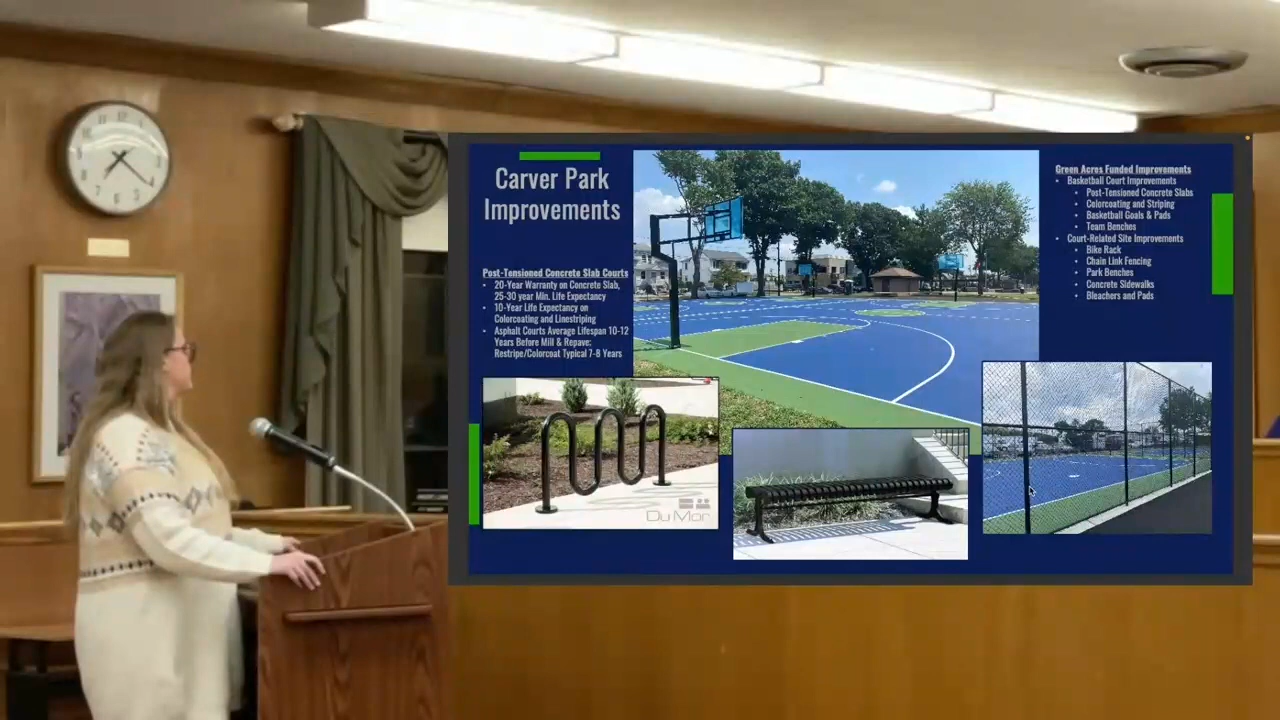 Carver Park
Improvements
Post-Tensioned Concrete Slab Courts
• 20-Year Warranty on Concrete Slab,
25-30 year Min. Life Expectancy
• 10-Year Life Expectancy on
Colorcoating and Linestriping
• Asphalt Courts Average Lifespan 10-12
Years Before Mill & Repave:
Restripe/Colorcoat Typical 7-8 Years
Green Acres Funded Improvements
• Basketball Court Improvements
• Post-Tensioned Concrete Slabs
• Colorcoating and Striping
• Basketball Goals & Pads
• Team Benches
• Court-Related Site Improvements
• Bike Rack
• Chain Link Fencing
• Park Benches
• Concrete Sidewalks
• Bleachers and Pads
Du Mor